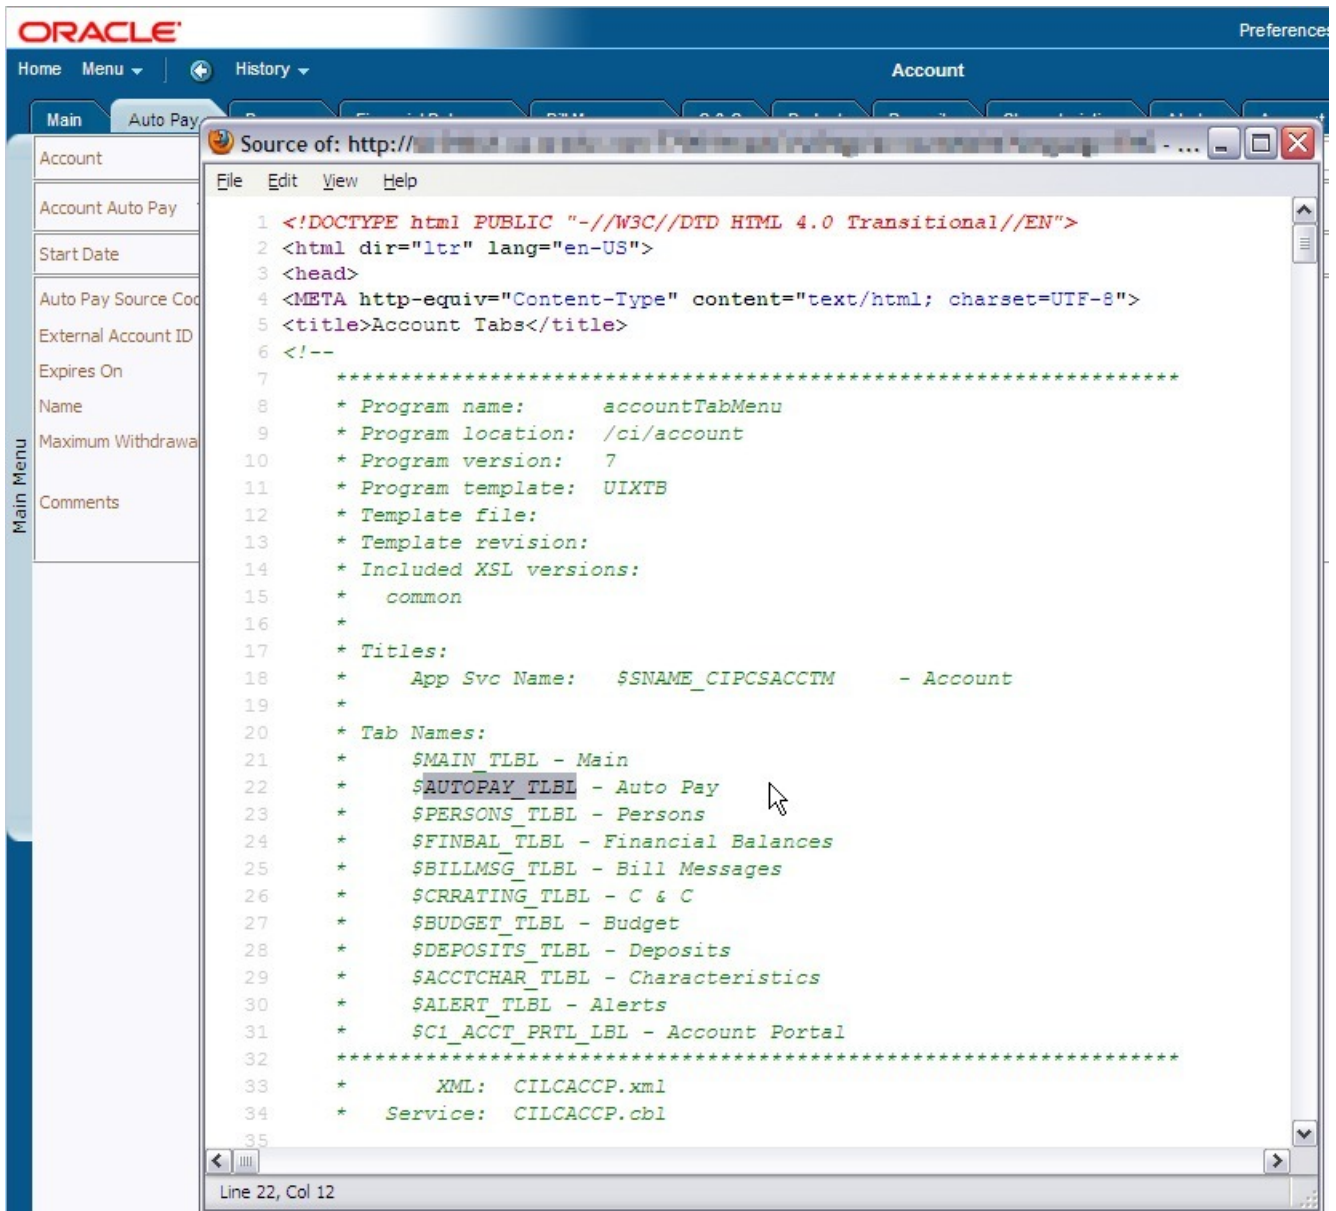 ORACLE
Preferences
Home Menu History Account
Main Auto Pay
Account
Account Auto Pay
Start Date
Auto Pay Source Cod
External Account ID
Expires On
Name
Maximum Withdrawa
Comments
Main Menu
Source of: http:// - ...
File Edit View Help
1 <!DOCTYPE html PUBLIC "-//W3C//DTD HTML 4.0 Transitional//EN">
2 <html dir="ltr" lang="en-US">
3 <head>
4 <META http-equiv="Content-Type" content="text/html; charset=UTF-8">
5 <title>Account Tabs</title>
6 <!--
7 ******************************************************************
8 * Program name: accountTabMenu
9 * Program location: /ci/account
10 * Program version: 7
11 * Program template: UIXTB
12 * Template file:
13 * Template revision:
14 * Included XSL versions:
15 * common
16 *
17 * Titles:
18 * App Svc Name: $SNAME_CIPCSACCTM - Account
19 *
20 * Tab Names:
21 * $MAIN_TLBL - Main
22 * $AUTOPAY_TLBL - Auto Pay
23 * $PERSONS_TLBL - Persons
24 * $FINBAL_TLBL - Financial Balances
25 * $BILLMSG_TLBL - Bill Messages
26 * $CRRATING_TLBL - C & C
27 * $BUDGET_TLBL - Budget
28 * $DEPOSITS_TLBL - Deposits
29 * $ACCTCHAR_TLBL - Characteristics
30 * $ALERT_TLBL - Alerts
31 * $C1_ACCT_PRTL_LBL - Account Portal
32 ******************************************************************
33 * XML: CILCACCP.xml
34 * Service: CILCACCP.cbl
35
Line 22, Col 12